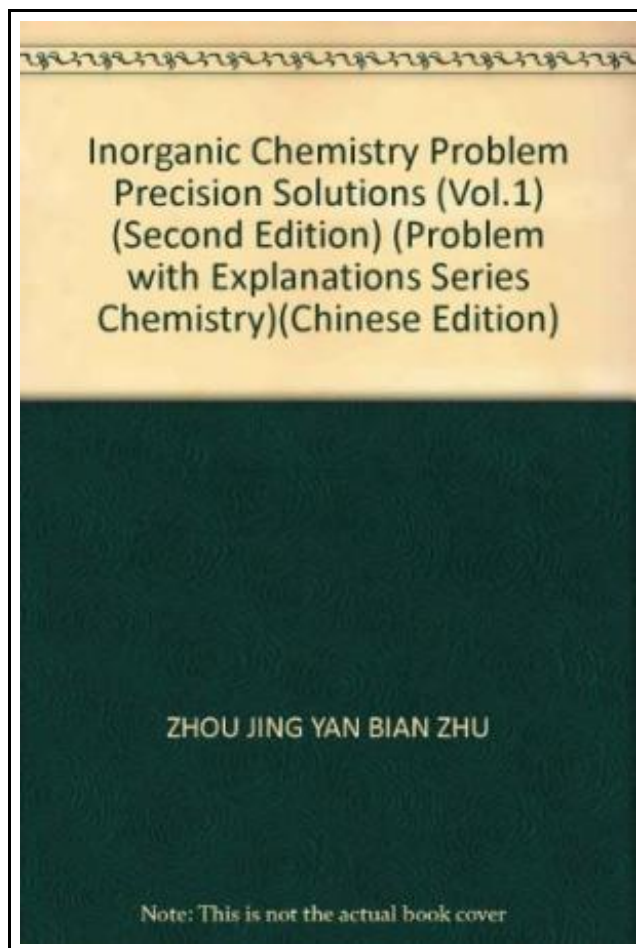 Inorganic Chemistry Problem
Precision Solutions (Vol.1)
(Second Edition) (Problem
with Explanations Series
Chemistry)(Chinese Edition)
ZHOU JING YAN BIAN ZHU
Note: This is not the actual book cover